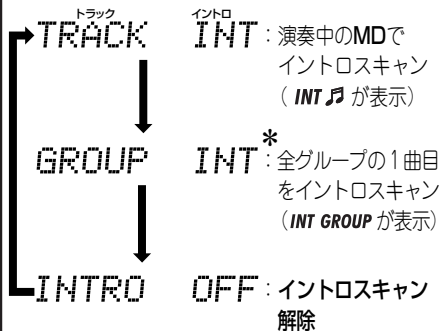 トラック イントロ
TRACK INT：演奏中のMDで
イントロスキャン
（INT♫が表示）
GROUP INT*：全グループの1曲目
をイントロスキャン
（INT GROUP が表示）
INTRO OFF：イントロスキャン
解除